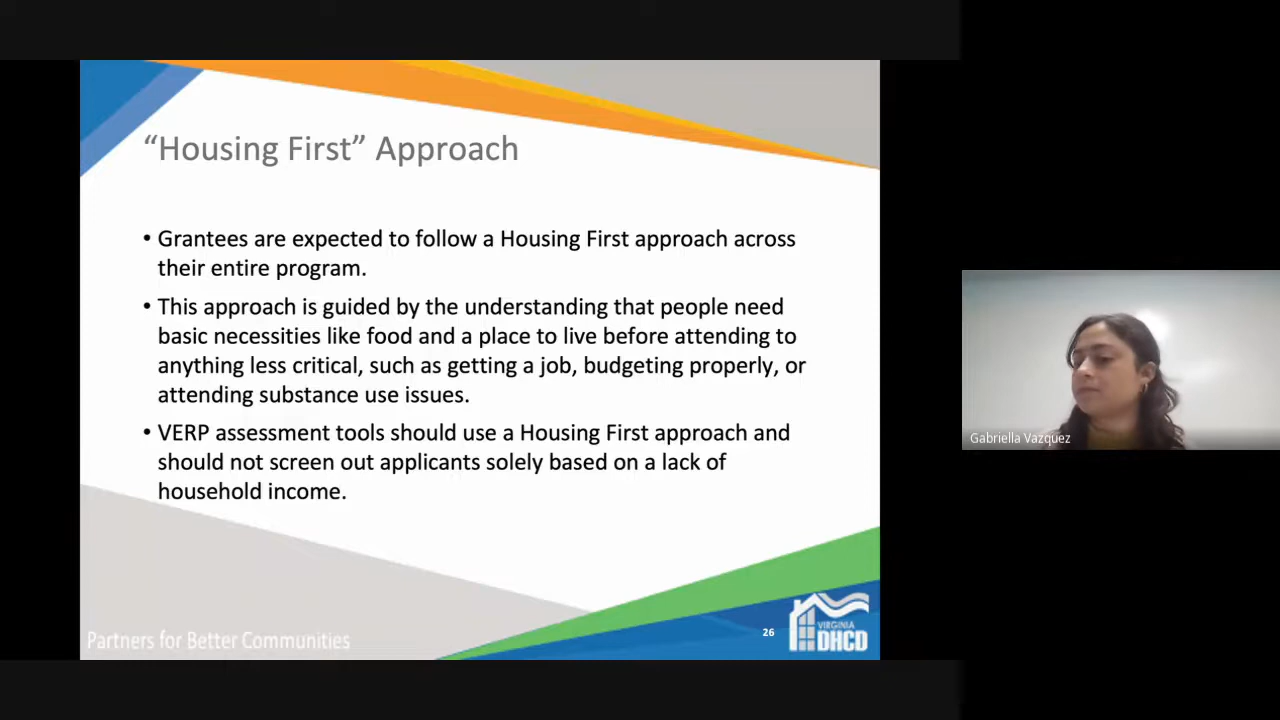 “Housing First” Approach
• Grantees are expected to follow a Housing First approach across
their entire program.
• This approach is guided by the understanding that people need
basic necessities like food and a place to live before attending to
anything less critical, such as getting a job, budgeting properly, or
attending substance use issues.
• VERP assessment tools should use a Housing First approach and
should not screen out applicants solely based on a lack of
household income.
Gabriella Vazquez
Partners for Better Communities
26
VIRGINIA
DHCD